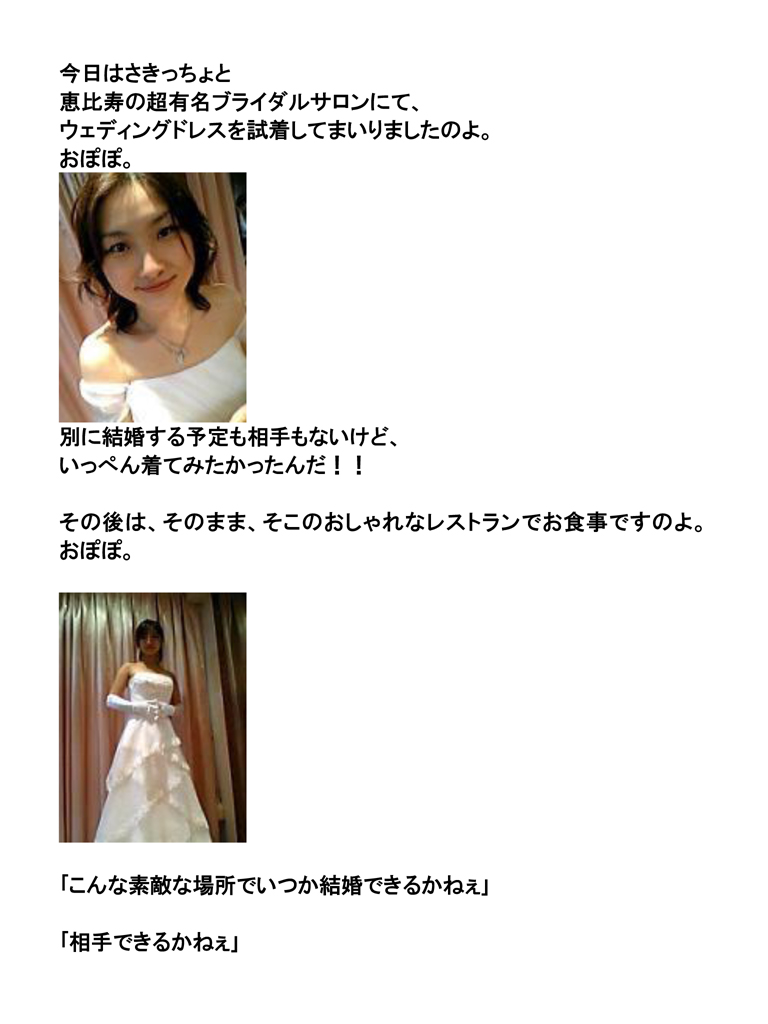 今日はさきっちょと
恵比寿の超有名ブライダルサロンにて、
ウェディングドレスを試着してまいりましたのよ。
おぽぽ。
別に結婚する予定も相手もないけど、
いっぺん着てみたかったんだ！！
その後は、そのまま、そこのおしゃれなレストランでお食事ですのよ。
おぽぽ。
「こんな素敵な場所でいつか結婚できるかねぇ」
「相手できるかねぇ」